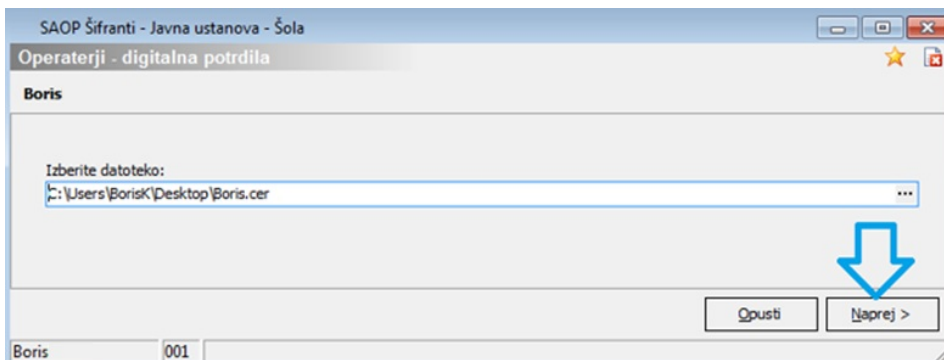 SAOP Šifranti - Javna ustanova - Šola
Operaterji - digitalna potrdila
Boris
Izberite datoteko:
C:\Users\BorisK\Desktop\Boris.cer ...
Opusti Naprej >
Boris 001